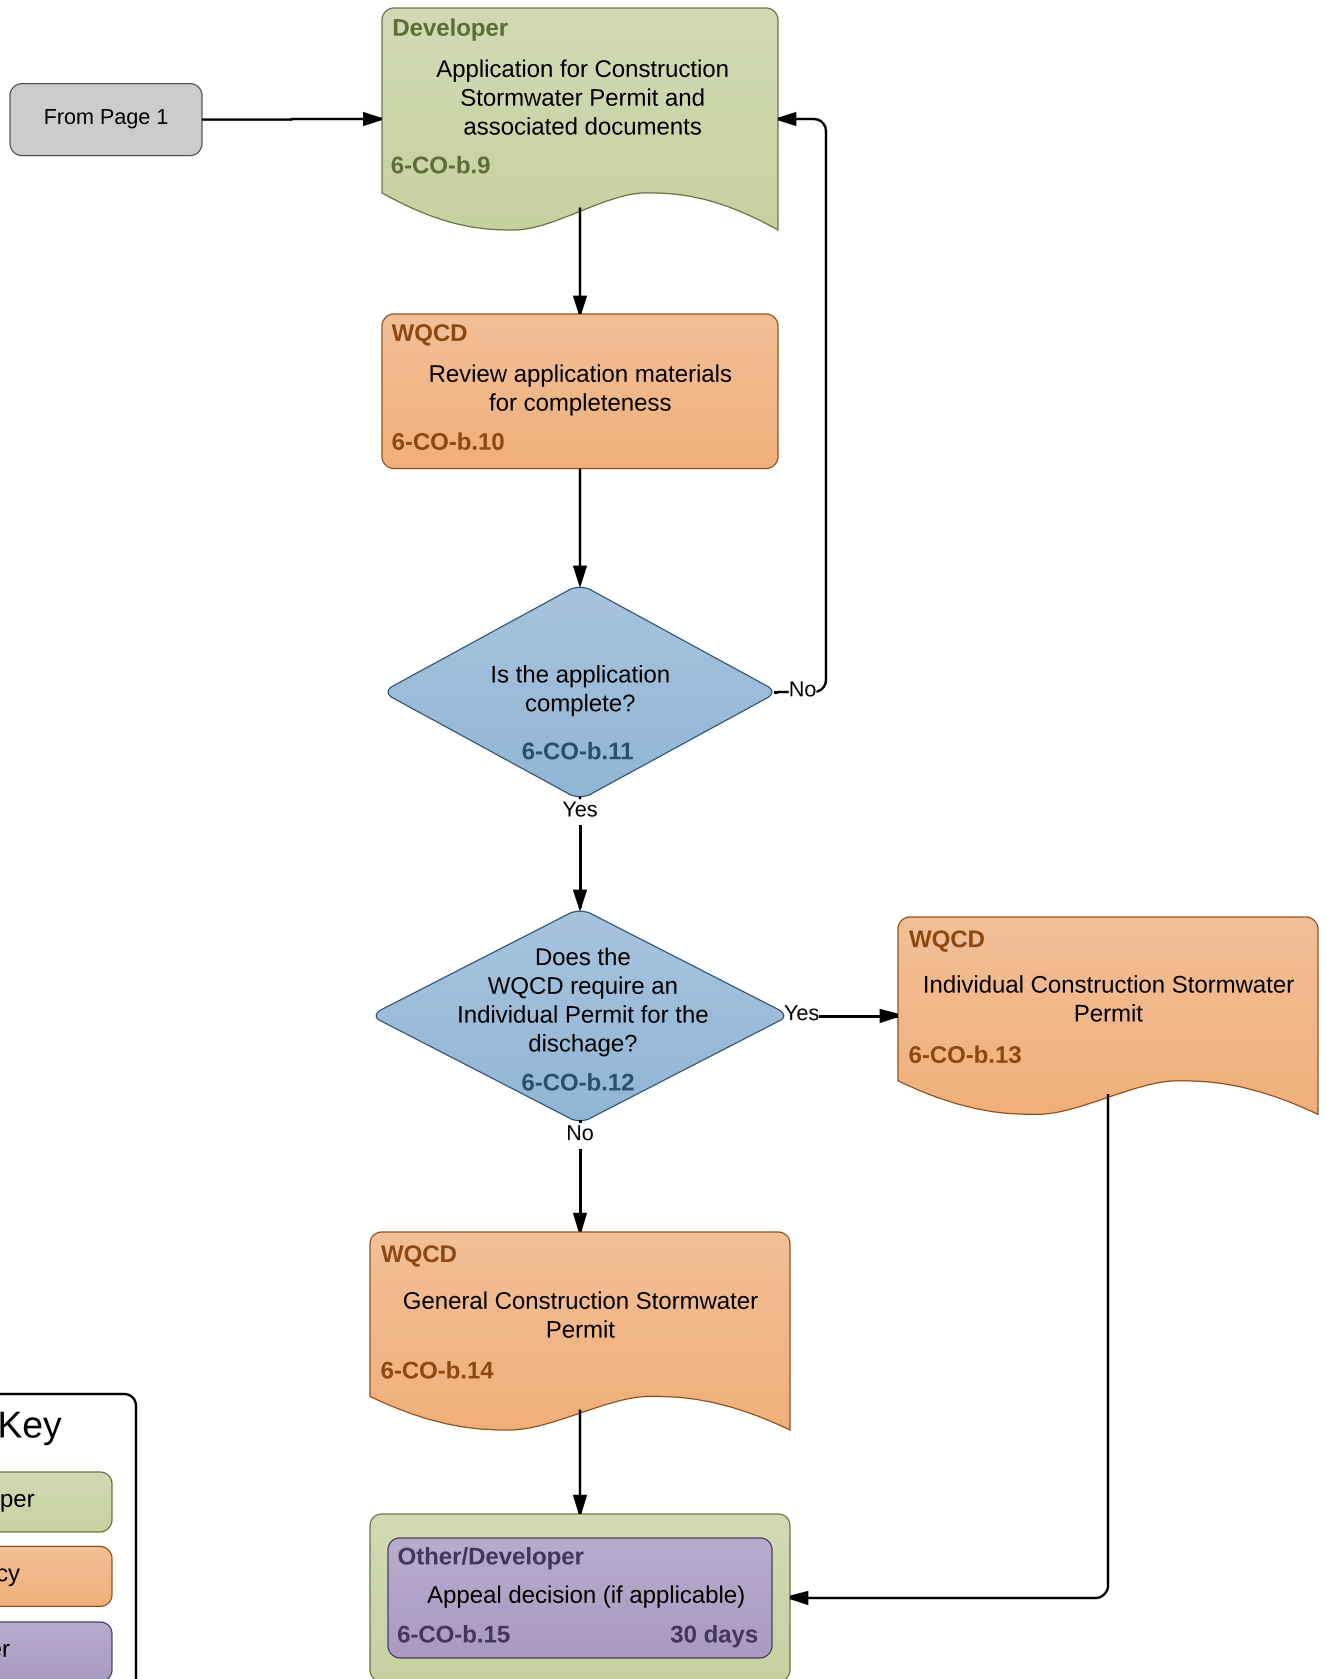 Developer
Application for Construction
Stormwater Permit and
associated documents
6-CO-b.9
From Page 1
WQCD
Review application materials
for completeness
6-CO-b.10
Is the application
complete?
6-CO-b.11
No
Yes
Does the
WQCD require an
Individual Permit for the
dischage?
6-CO-b.12
Yes
No
WQCD
Individual Construction Stormwater
Permit
6-CO-b.13
WQCD
General Construction Stormwater
Permit
6-CO-b.14
Key
per
cy
r
Other/Developer
Appeal decision (if applicable)
6-CO-b.15 30 days